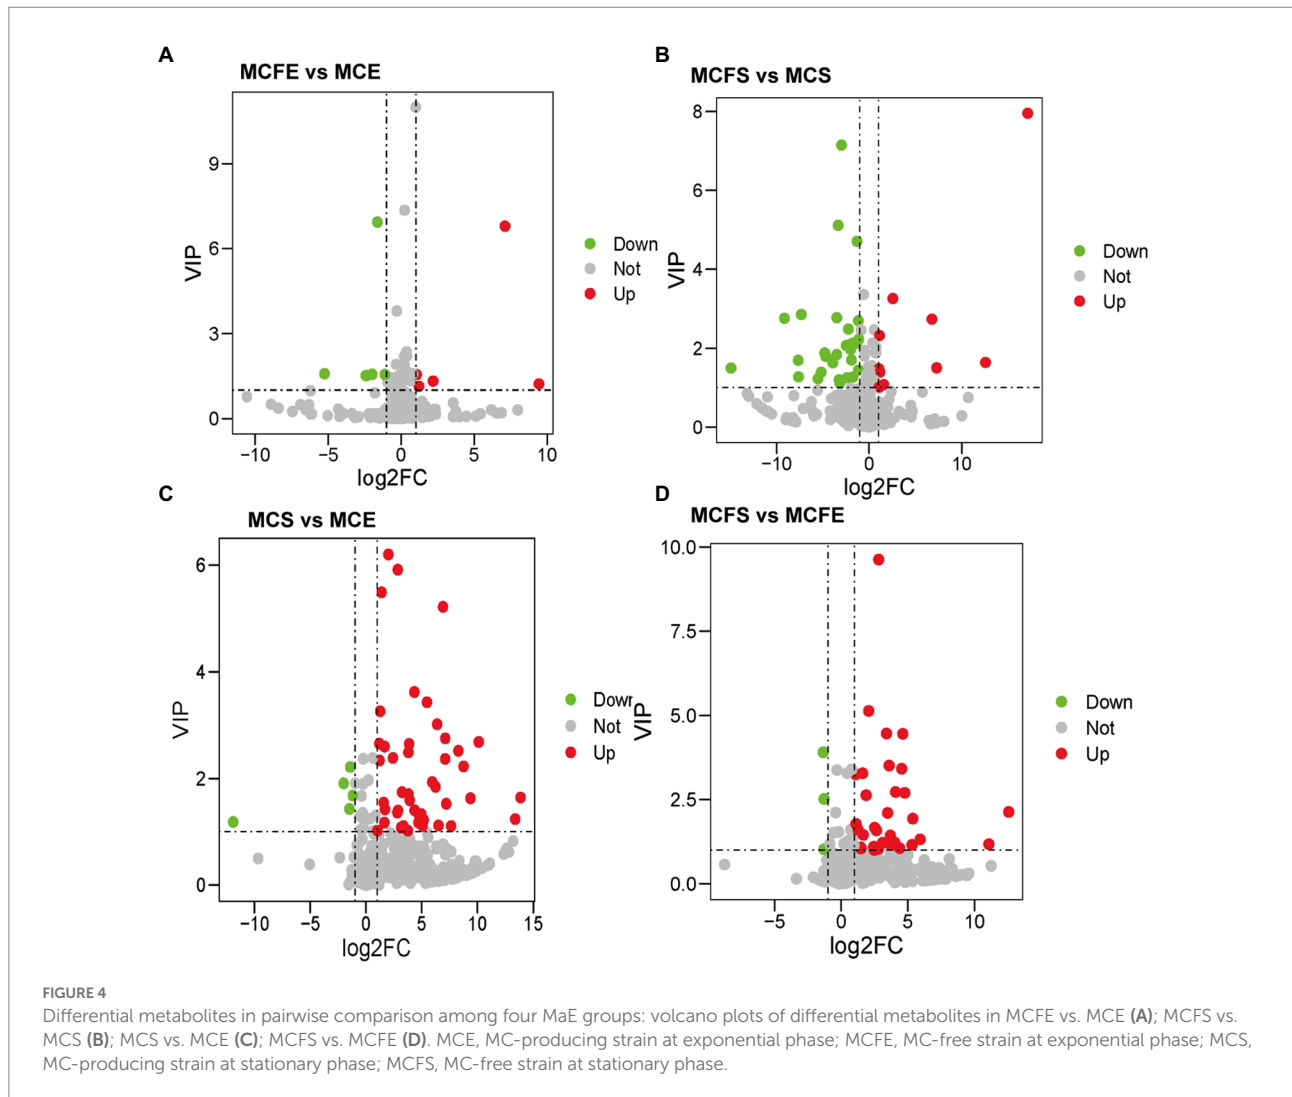 A
MCFE vs MCE
VIP
9
6
3
0
−10 −5 0 5 10
log2FC
Down
Not
Up
B
MCFS vs MCS
VIP
8
6
4
2
0
−10 0 10
log2FC
Down
Not
Up
C
MCS vs MCE
VIP
6
4
2
0
−10 −5 0 5 10 15
log2FC
Down
Not
Up
D
MCFS vs MCFE
VIP
10.0
7.5
5.0
2.5
0.0
−5 0 5 10
log2FC
Down
Not
Up
FIGURE 4
Differential metabolites in pairwise comparison among four MaE groups: volcano plots of differential metabolites in MCFE vs. MCE (A); MCFS vs.
MCS (B); MCS vs. MCE (C); MCFS vs. MCFE (D). MCE, MC-producing strain at exponential phase; MCFE, MC-free strain at exponential phase; MCS,
MC-producing strain at stationary phase; MCFS, MC-free strain at stationary phase.